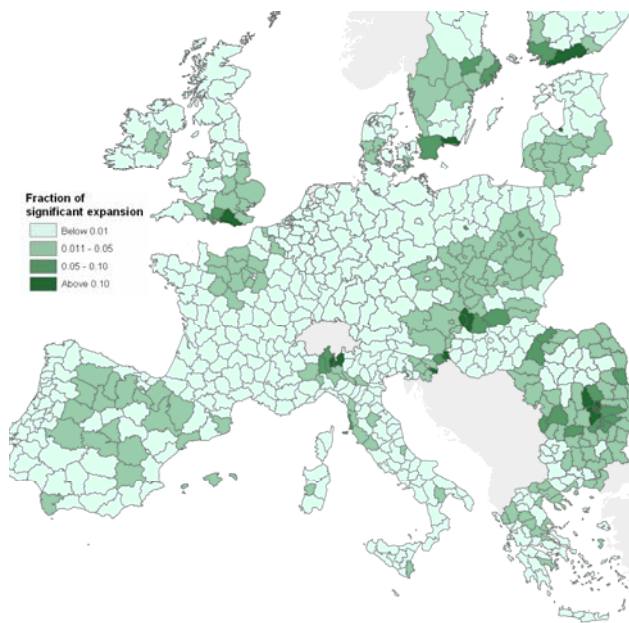 Fraction of
significant expansion
Below 0.01
0.011 - 0.05
0.05 - 0.10
Above 0.10